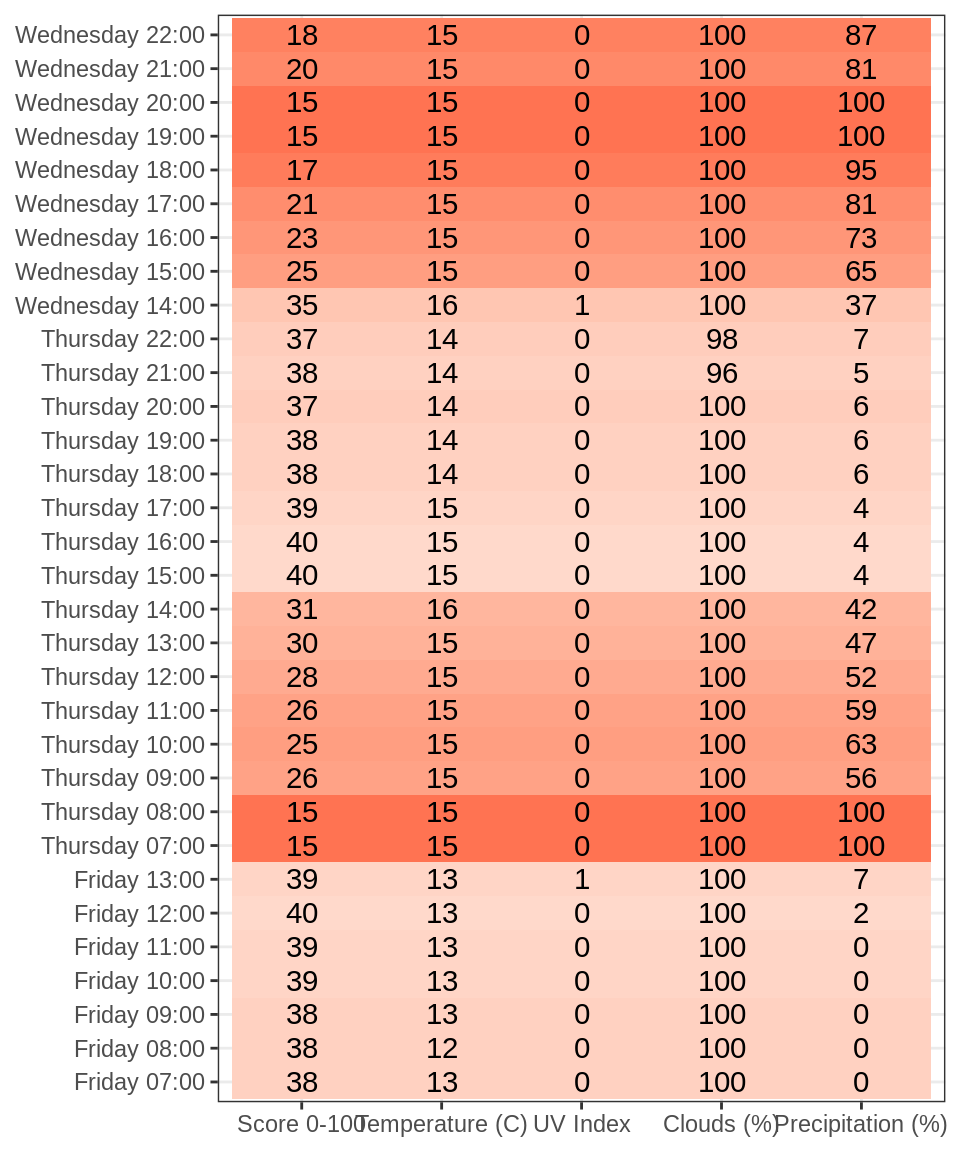 Wednesday 22:00 18 15 0 100 87
Wednesday 21:00 20 15 0 100 81
Wednesday 20:00 15 15 0 100 100
Wednesday 19:00 15 15 0 100 100
Wednesday 18:00 17 15 0 100 95
Wednesday 17:00 21 15 0 100 81
Wednesday 16:00 23 15 0 100 73
Wednesday 15:00 25 15 0 100 65
Wednesday 14:00 35 16 1 100 37
Thursday 22:00 37 14 0 98 7
Thursday 21:00 38 14 0 96 5
Thursday 20:00 37 14 0 100 6
Thursday 19:00 38 14 0 100 6
Thursday 18:00 38 14 0 100 6
Thursday 17:00 39 15 0 100 4
Thursday 16:00 40 15 0 100 4
Thursday 15:00 40 15 0 100 4
Thursday 14:00 31 16 0 100 42
Thursday 13:00 30 15 0 100 47
Thursday 12:00 28 15 0 100 52
Thursday 11:00 26 15 0 100 59
Thursday 10:00 25 15 0 100 63
Thursday 09:00 26 15 0 100 56
Thursday 08:00 15 15 0 100 100
Thursday 07:00 15 15 0 100 100
Friday 13:00 39 13 1 100 7
Friday 12:00 40 13 0 100 2
Friday 11:00 39 13 0 100 0
Friday 10:00 39 13 0 100 0
Friday 09:00 38 13 0 100 0
Friday 08:00 38 12 0 100 0
Friday 07:00 38 13 0 100 0
Score 0-100 Temperature (C) UV Index Clouds (%) Precipitation (%)